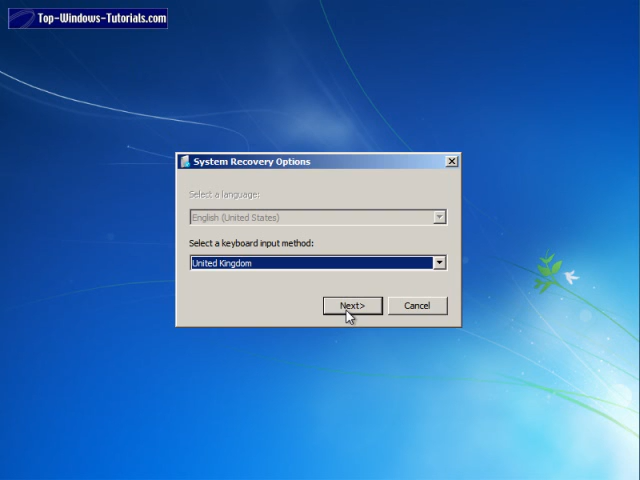 Top-Windows-Tutorials.com
System Recovery Options
Select a language:
English (United States)
Select a keyboard input method:
United Kingdom
Next>
Cancel